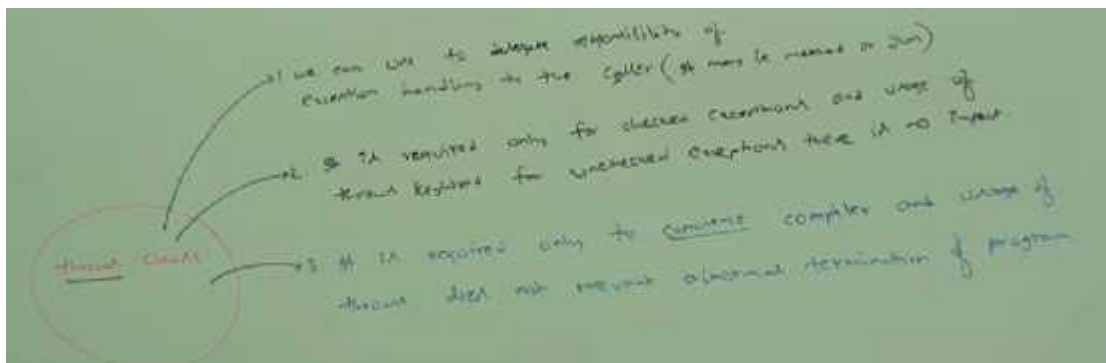 1 we can use to delegate responsibility of
exception handling to the caller (It may be method or Jvm)
2. It is required only for checked exceptions and usage of
throws keyword for unchecked exceptions there is no impact
throws clause
3 It is required only to convince compiler and usage of
throws does not prevent abnormal termination of program